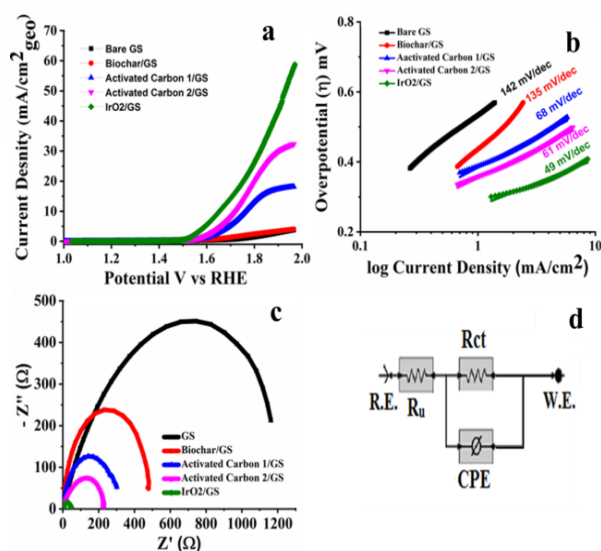 a
Current Desnity (mA/cm² geo
60
50
40
30
20
10
0
Bare GS
Biochar/GS
Activated Carbon 1/GS
Activated Carbon 2/GS
IrO2/GS
1.0 1.2 1.4 1.6 1.8 2.0
Potential V vs RHE
b
Overpotential (η) mV
0.8
0.6
0.4
0.2
Bare GS
Biochar/GS
Aactivated Carbon 1/GS
Activated Carbon 2/GS
IrO2/GS
142 mV/dec
135 mV/dec
68 mV/dec
61 mV/dec
49 mV/dec
0.1 1 10
log Current Density (mA/cm²)
c
- Z'' (Ω)
500
400
300
200
100
0
GS
Biochar/GS
Activated Carbon 1/GS
Activated Carbon 2/GS
IrO2/GS
0 200 400 600 800 1000 1200
Z' (Ω)
d
Rct
R.E.
Ru
W.E.
CPE